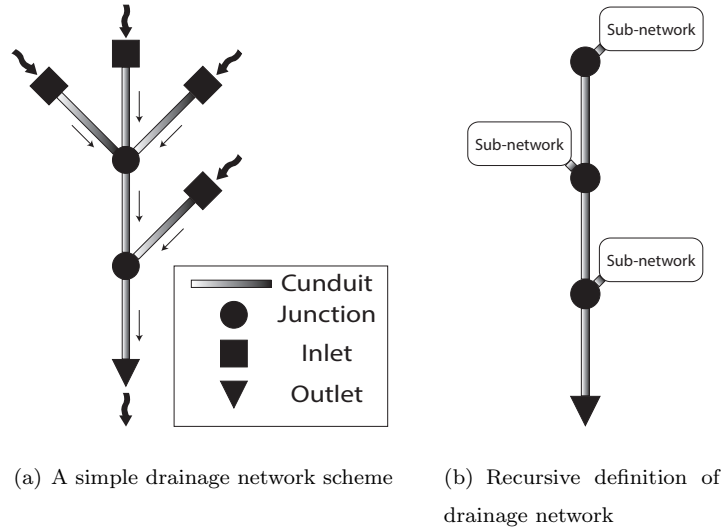 Sub-network
Sub-network
Sub-network
Cunduit
Junction
Inlet
Outlet
(a) A simple drainage network scheme
(b) Recursive definition of
drainage network